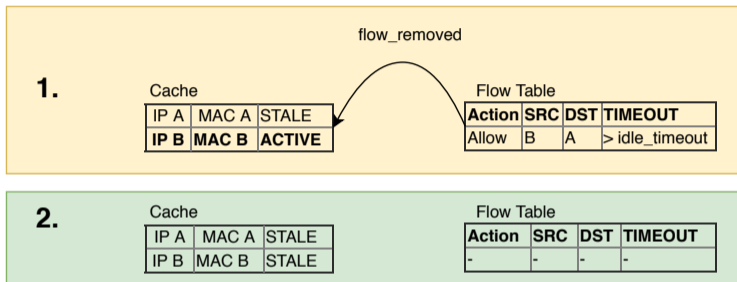 flow_removed
1.
Cache
IP A MAC A STALE
IP B MAC B ACTIVE
Flow Table
Action SRC DST TIMEOUT
Allow B A > idle_timeout
2.
Cache
IP A MAC A STALE
IP B MAC B STALE
Flow Table
Action SRC DST TIMEOUT
- - - -